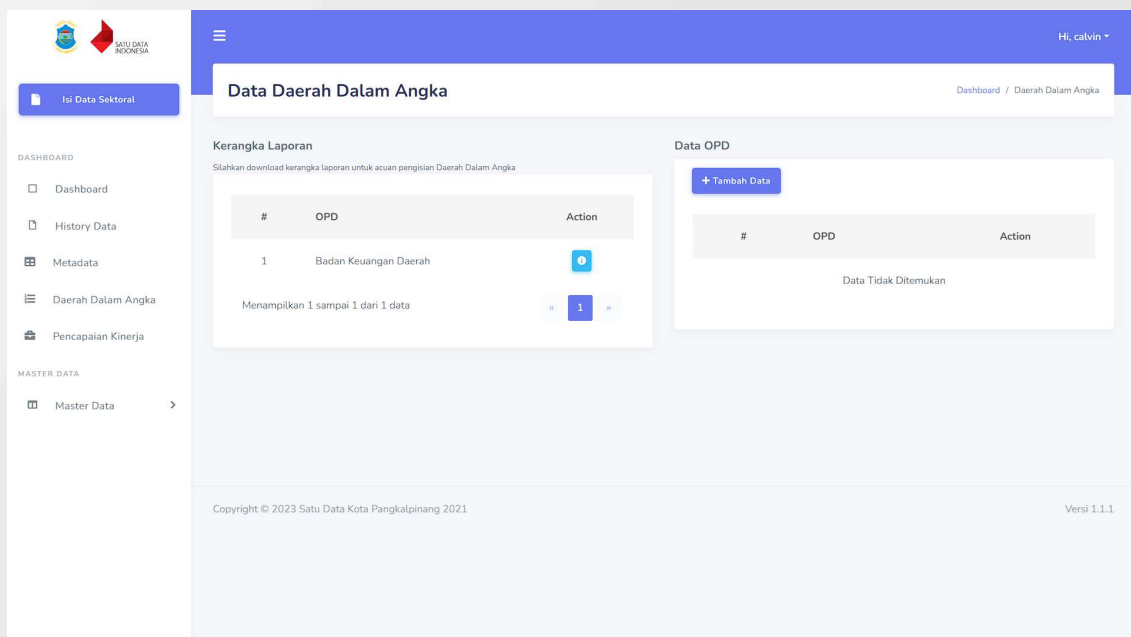 SATU DATA
INDONESIA
Hi, calvin
Isi Data Sektoral
Data Daerah Dalam Angka
Dashboard / Daerah Dalam Angka
DASHBOARD
Dashboard
History Data
Metadata
Daerah Dalam Angka
Pencapaian Kinerja
MASTER DATA
Master Data
Kerangka Laporan
Silahkan download kerangka laporan untuk acuan pengisian Daerah Dalam Angka
# OPD Action
1 Badan Keuangan Daerah
Menampilkan 1 sampai 1 dari 1 data
« 1 »
Data OPD
+ Tambah Data
# OPD Action
Data Tidak Ditemukan
Copyright © 2023 Satu Data Kota Pangkalpinang 2021
Versi 1.1.1